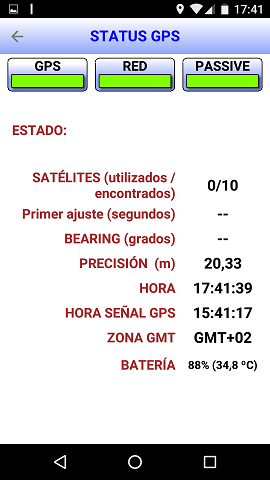 17:41
STATUS GPS
GPS RED PASSIVE
ESTADO:
SATÉLITES (utilizados /
encontrados) 0/10
Primer ajuste (segundos) --
BEARING (grados) --
PRECISIÓN (m) 20,33
HORA 17:41:39
HORA SEÑAL GPS 15:41:17
ZONA GMT GMT+02
BATERÍA 88% (34,8 ºC)